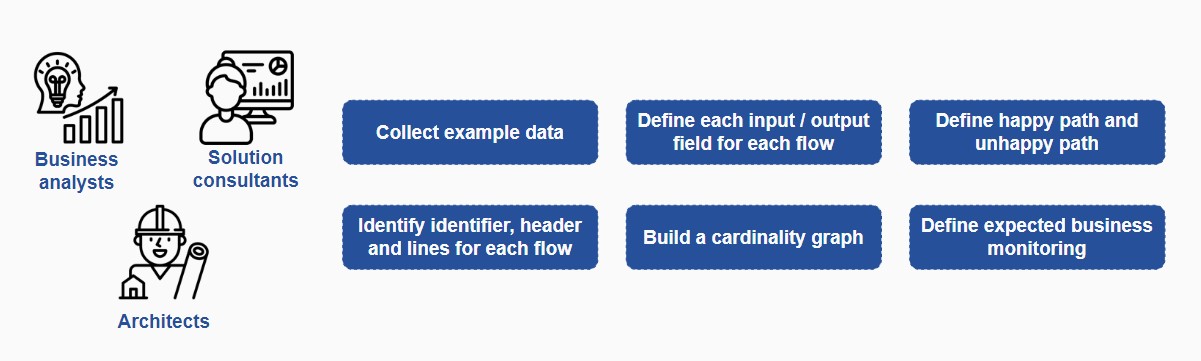 Business
analysts
Solution
consultants
Architects
Collect example data
Define each input / output
field for each flow
Define happy path and
unhappy path
Identify identifier, header
and lines for each flow
Build a cardinality graph
Define expected business
monitoring